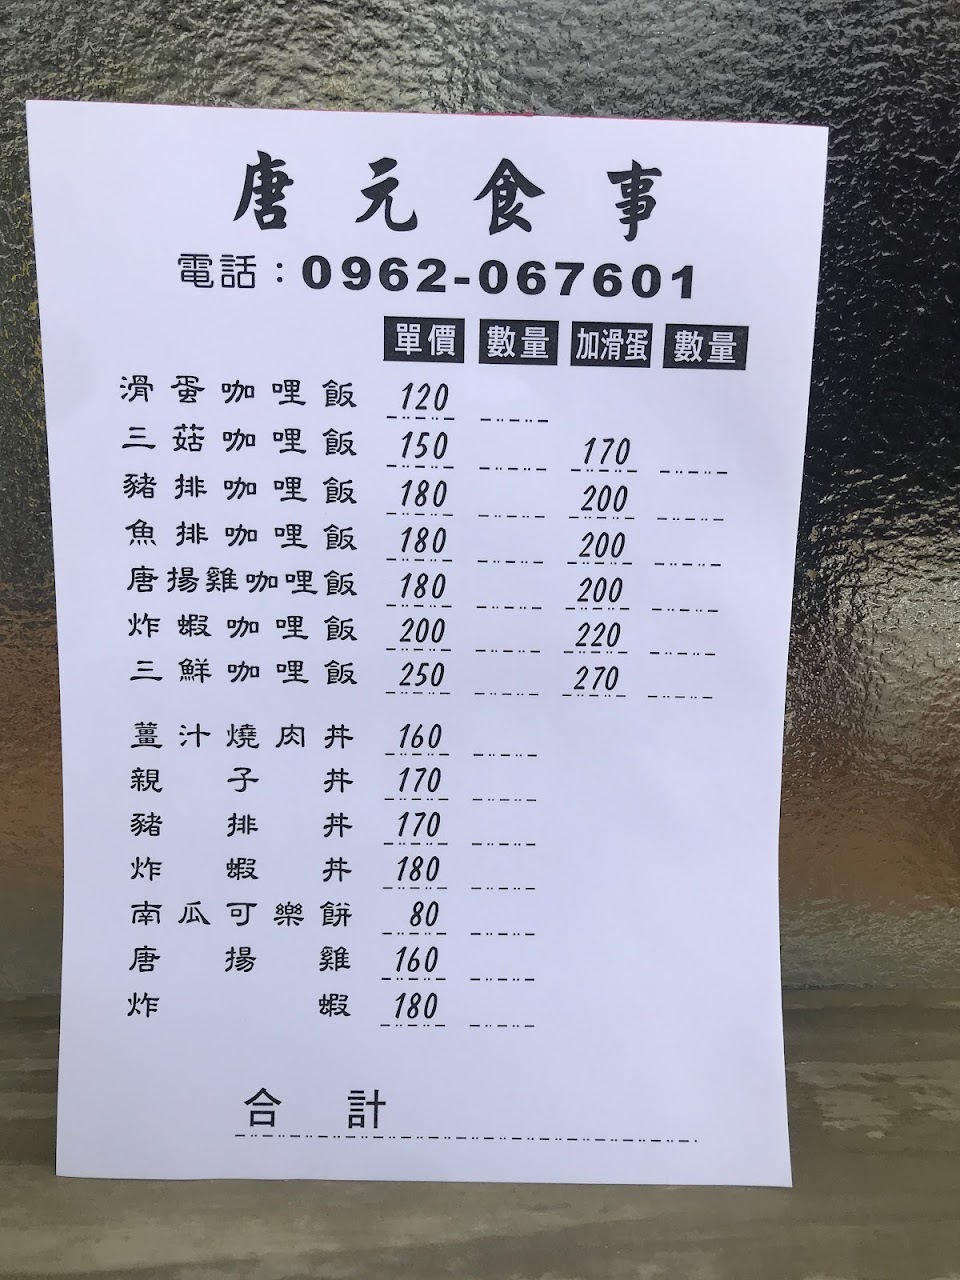 唐元食事
電話：0962-067601
單價 數量 加滑蛋 數量
滑蛋咖哩飯 120
三菇咖哩飯 150 170
豬排咖哩飯 180 200
魚排咖哩飯 180 200
唐揚雞咖哩飯 180 200
炸蝦咖哩飯 200 220
三鮮咖哩飯 250 270
薑汁燒肉丼 160
親子丼 170
豬排丼 170
炸蝦丼 180
南瓜可樂餅 80
唐揚雞 160
炸蝦 180
合計